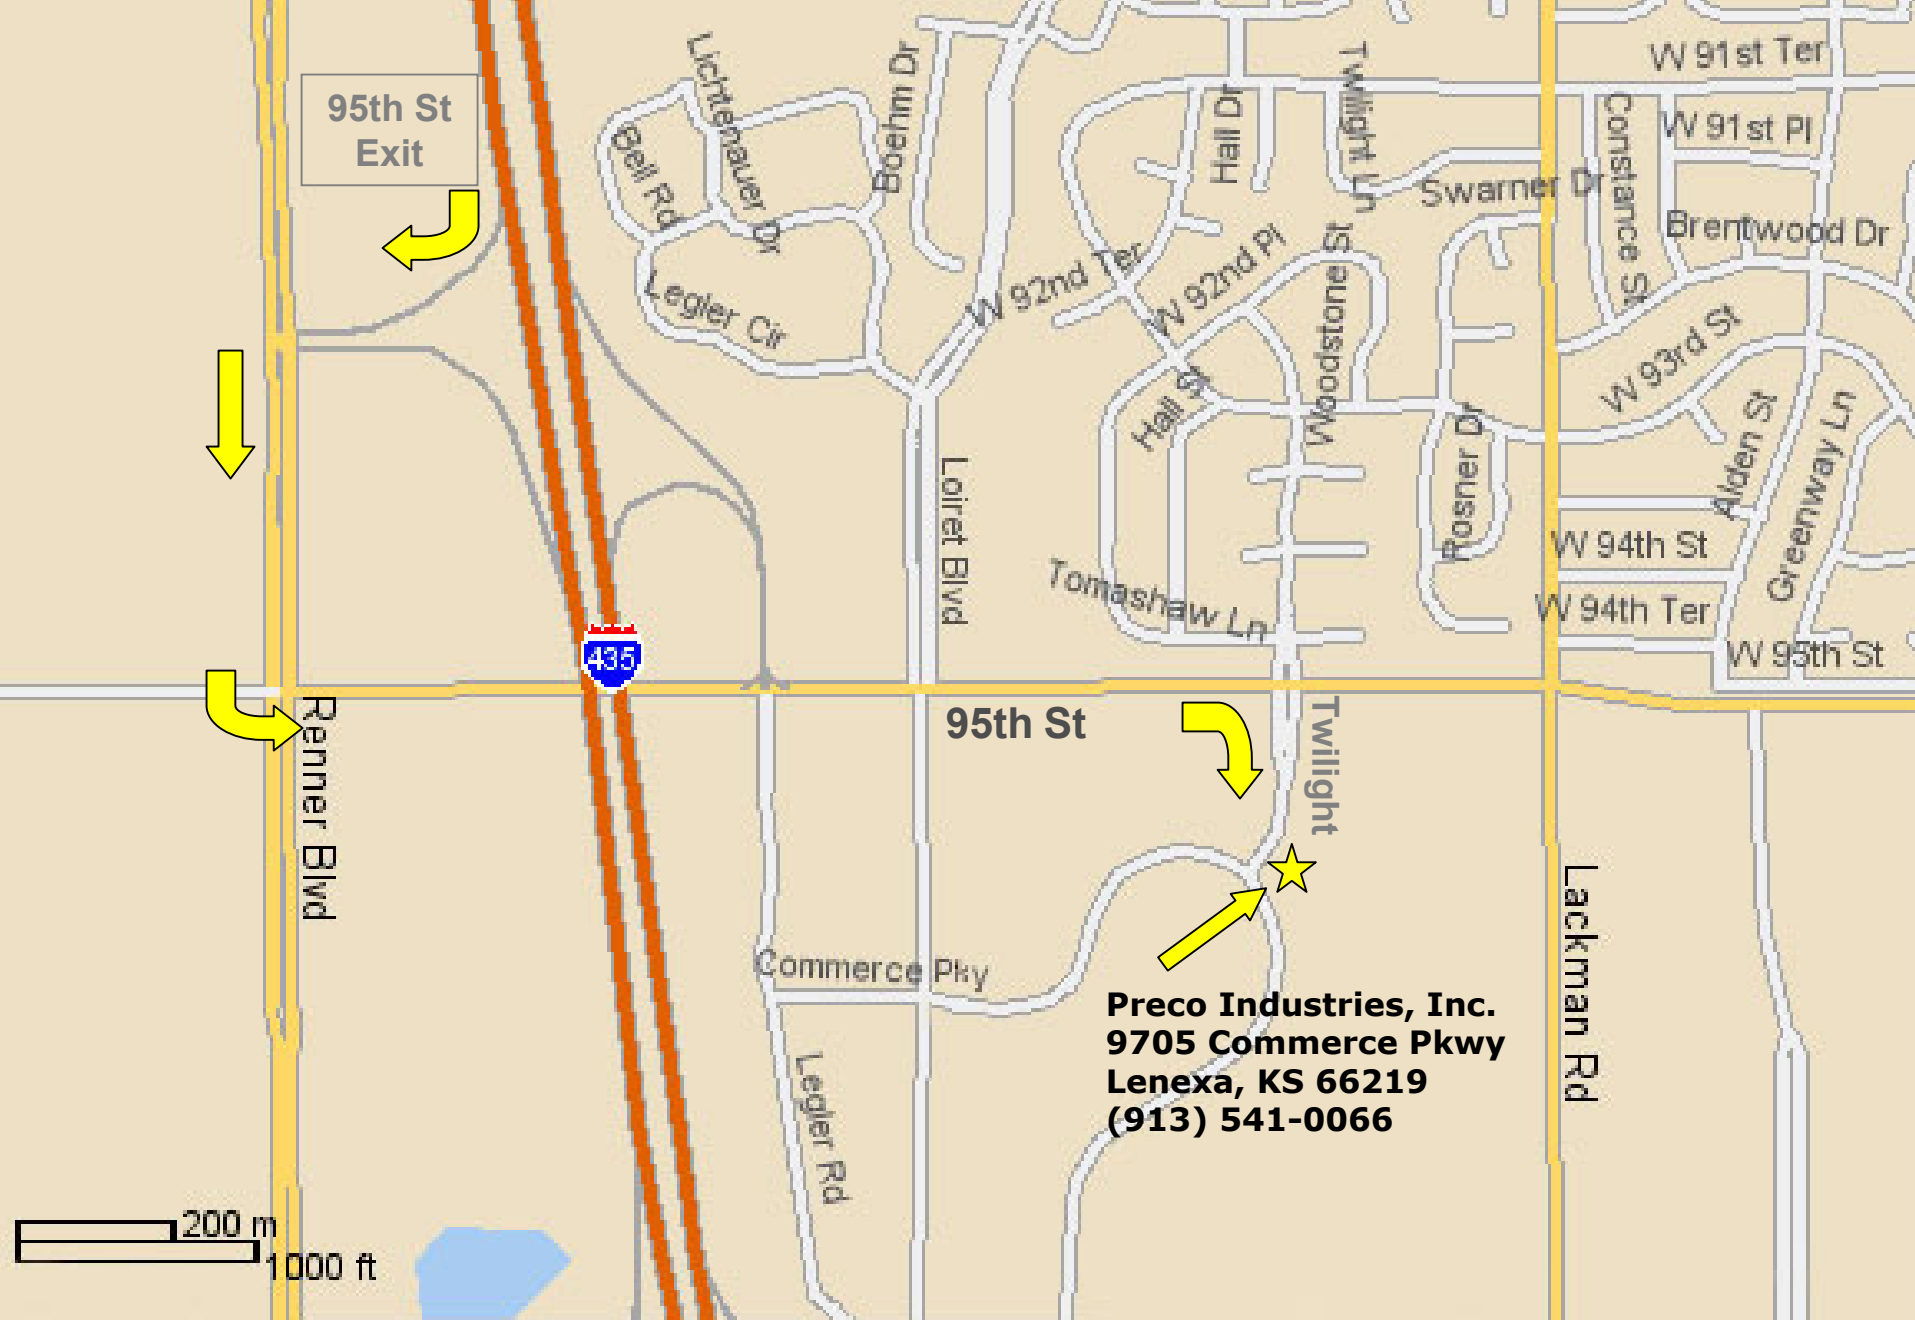 W 91st Ter
95th St
Exit
Lichtenauer Dr
Boehm Dr
Twilight Ln
Hall Dr
Constance St
W 91st Pl
Bell Rd
Swarner Dr
Brentwood Dr
W 92nd Ter
W 92nd Pl
Woodstone St
Legler Cir
W 93rd St
Hall St
Rosner Dr
Alden St
Greenway Ln
Loiret Blvd
W 94th St
Tomashaw Ln
W 94th Ter
435
W 95th St
Renner Blvd
95th St
Twilight
Lackman Rd
Commerce Pky
Preco Industries, Inc.
9705 Commerce Pkwy
Lenexa, KS 66219
(913) 541-0066
Legler Rd
200 m
1000 ft